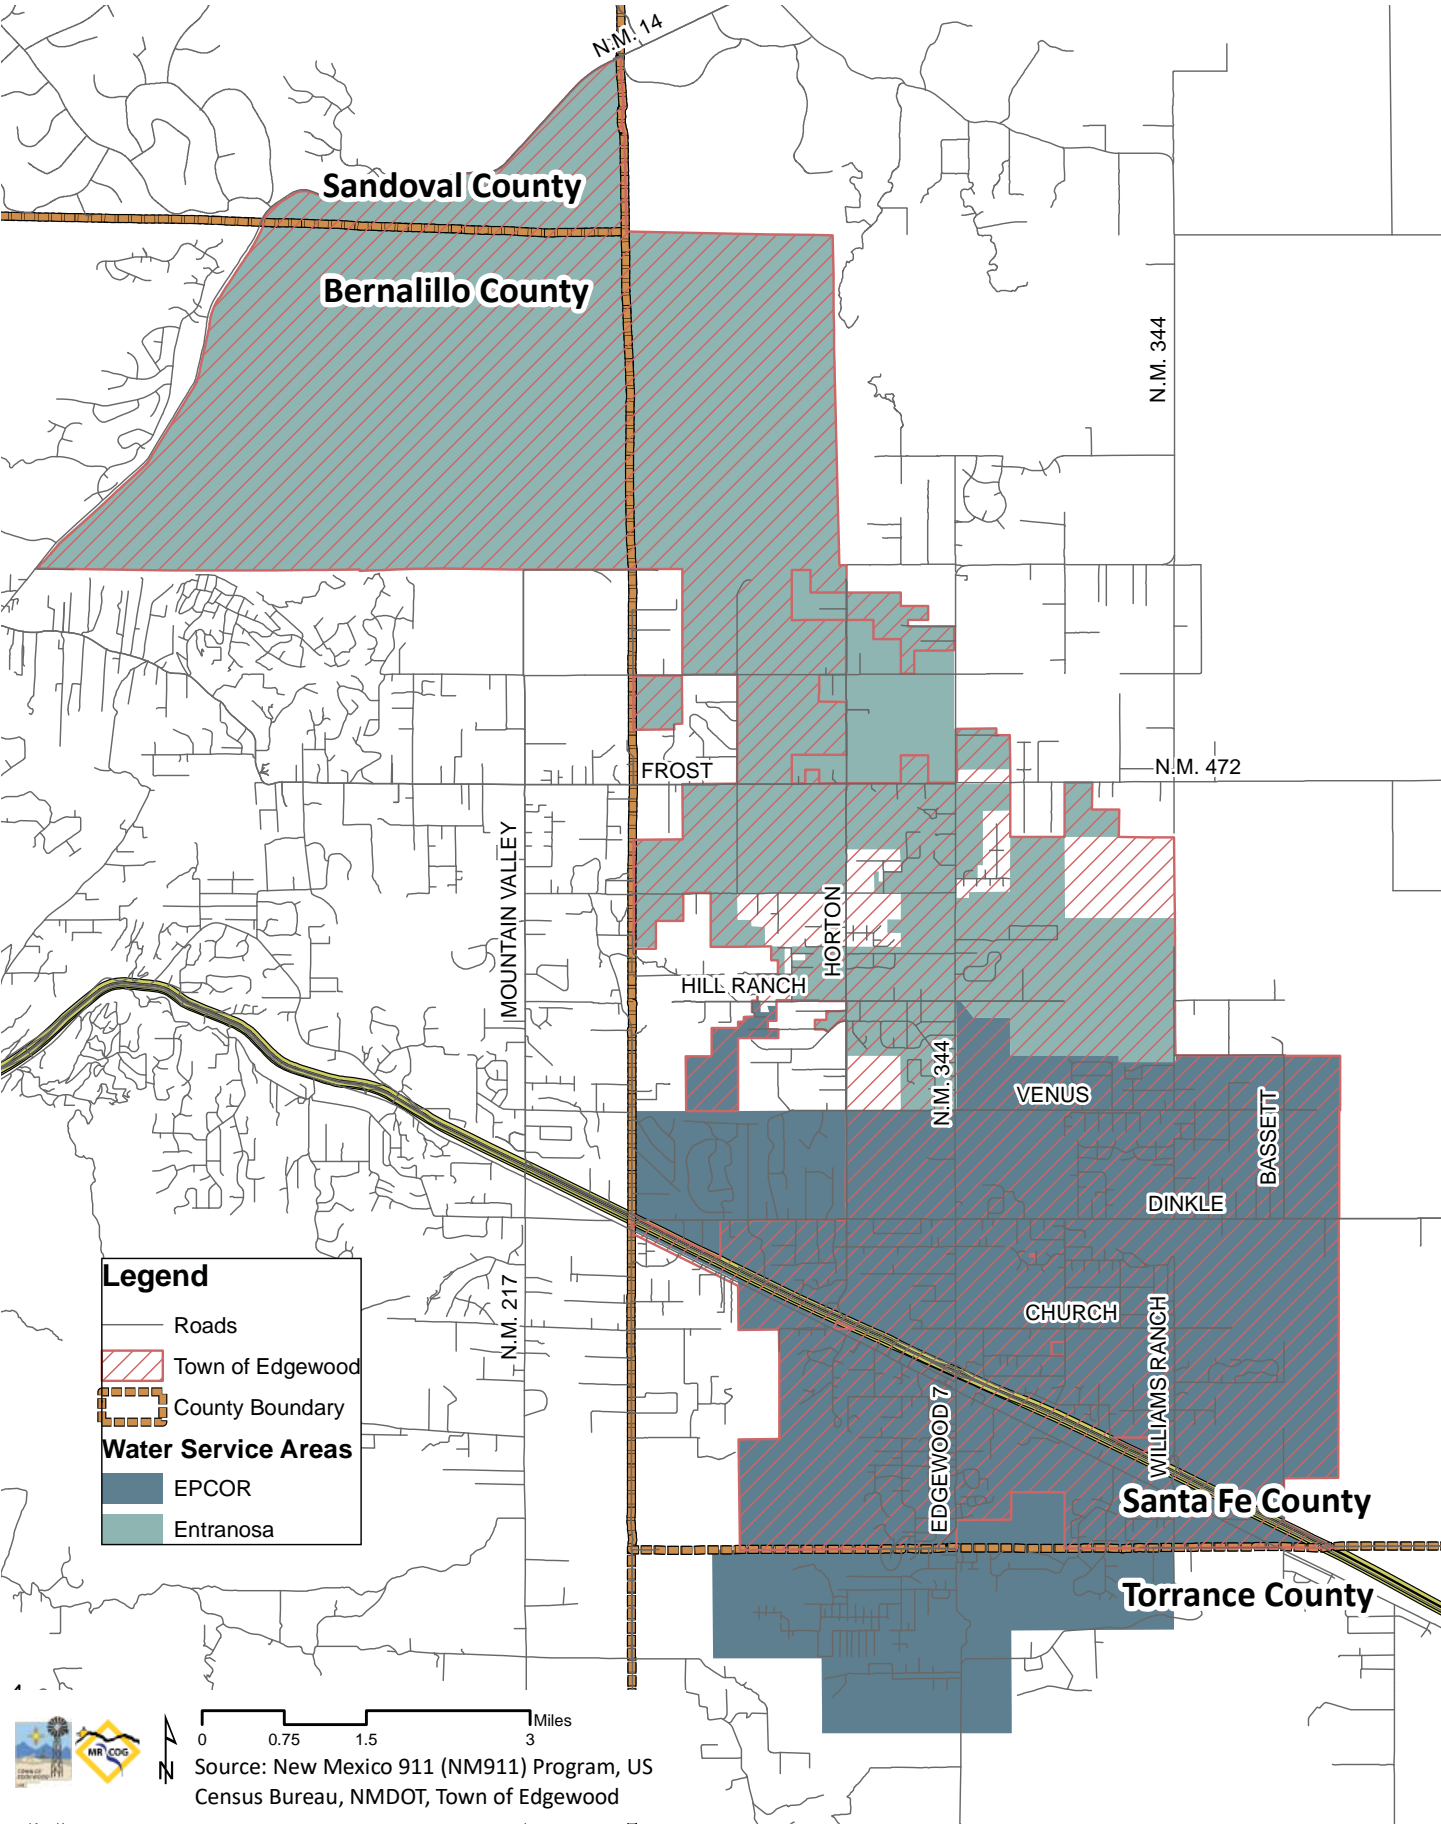 N.M. 14
Sandoval County
Bernalillo County
N.M. 344
FROST
N.M. 472
MOUNTAIN VALLEY
HORTON
HILL RANCH
N.M. 344
VENUS
BASSETT
DINKLE
Legend
Roads
Town of Edgewood
County Boundary
Water Service Areas
EPCOR
Entranosa
N.M. 217
CHURCH
WILLIAMS RANCH
EDGEWOOD 7
Santa Fe County
Torrance County
MR COG
N
0 0.75 1.5 3 Miles
Source: New Mexico 911 (NM911) Program, US
Census Bureau, NMDOT, Town of Edgewood